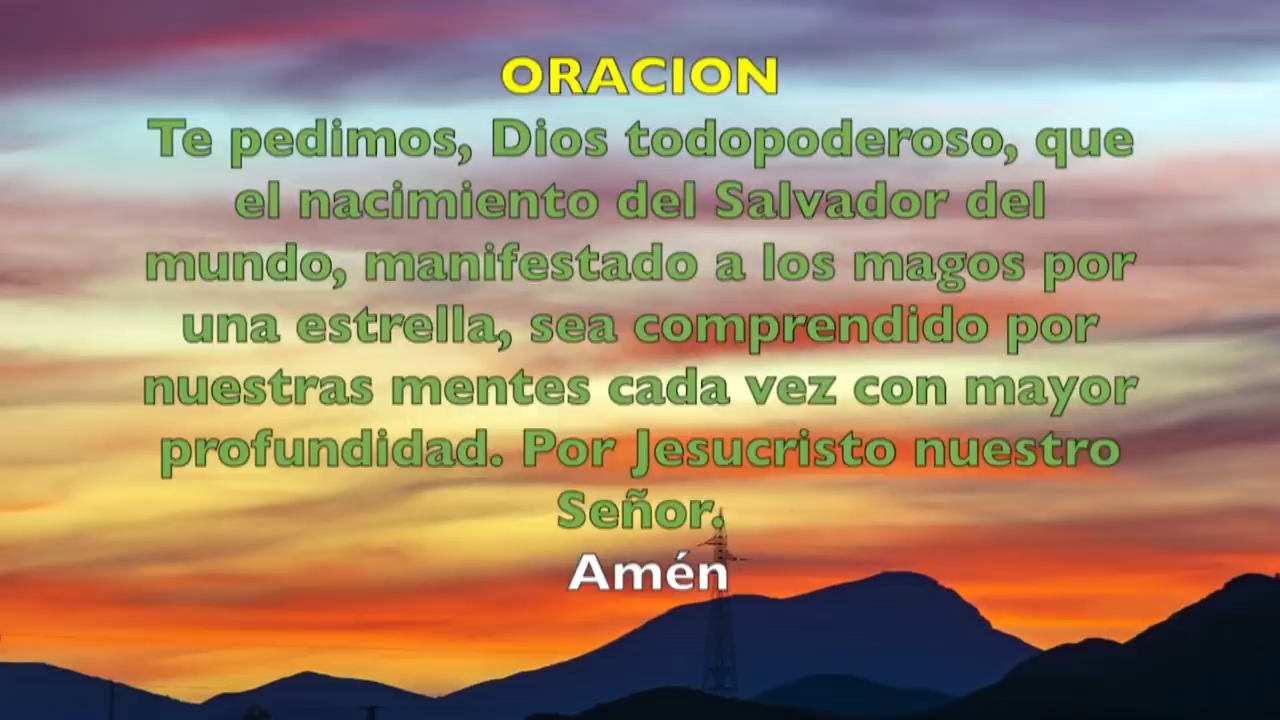 ORACION
Te pedimos, Dios todopoderoso, que
el nacimiento del Salvador del
mundo, manifestado a los magos por
una estrella, sea comprendido por
nuestras mentes cada vez con mayor
profundidad. Por Jesucristo nuestro
Señor.
Amén